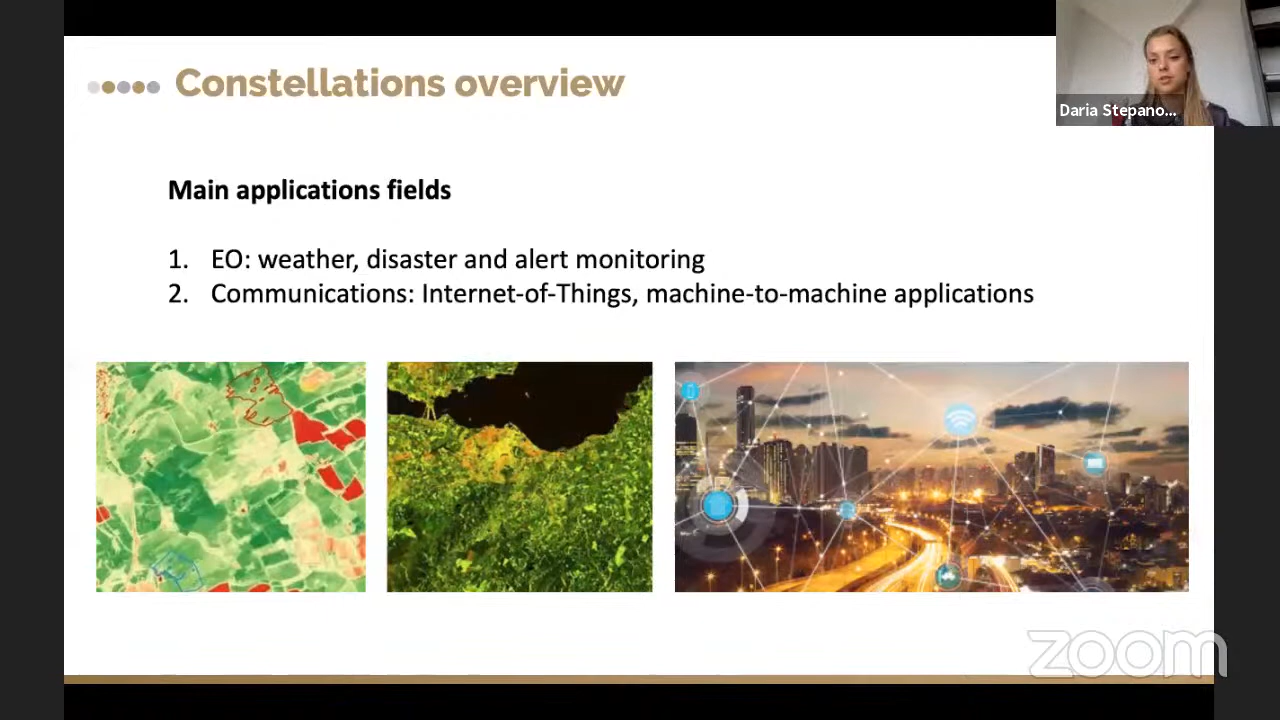 Constellations overview
Daria Stepano...
Main applications fields
1. EO: weather, disaster and alert monitoring
2. Communications: Internet-of-Things, machine-to-machine applications
zoom